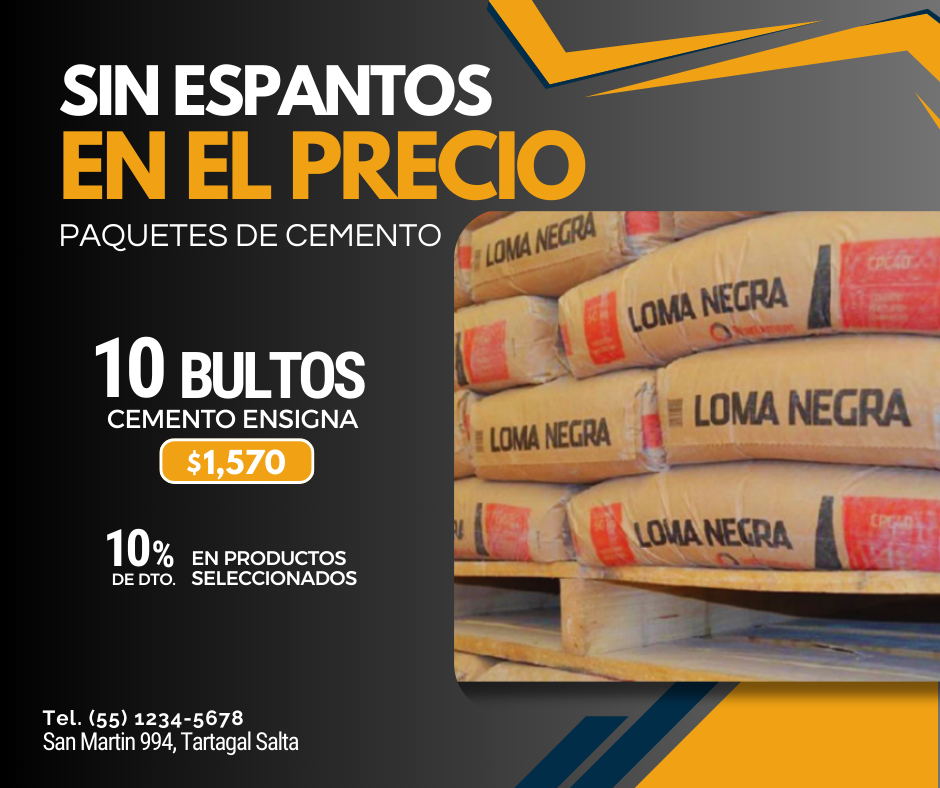 SIN ESPANTOS
EN EL PRECIO
PAQUETES DE CEMENTO
10 BULTOS
CEMENTO ENSIGNA
$1,570
10%
DE DTO.
EN PRODUCTOS
SELECCIONADOS
LOMA NEGRA
LOMA NEGRA
CPC40
LOMA NEGRA
LOMA NEGRA
LOMA NEGRA
CPC40
Tel. (55) 1234-5678
San Martin 994, Tartagal Salta